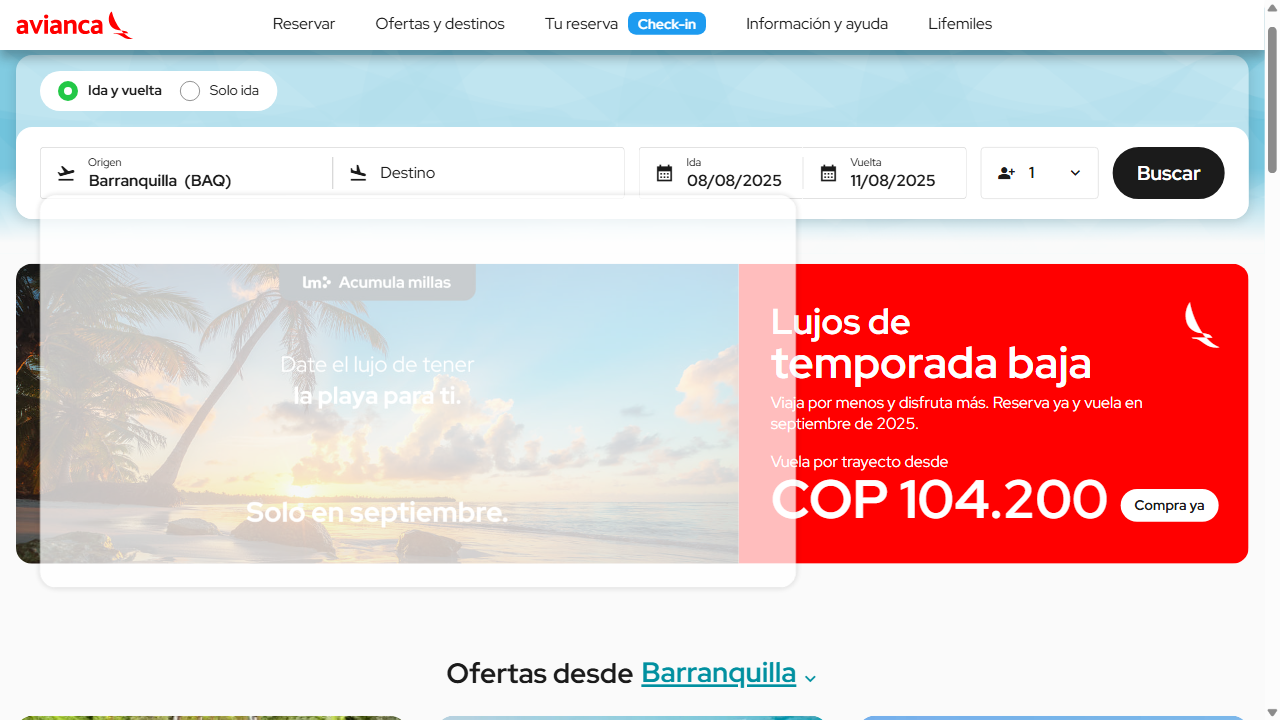 avianca
Reservar
Ofertas y destinos
Tu reserva
Check-in
Información y ayuda
Lifemiles
Ida y vuelta
Solo ida
Origen
Barranquilla (BAQ)
Destino
Ida
08/08/2025
Vuelta
11/08/2025
1
Buscar
lm Acumula millas
Date el lujo de tener
la playa para ti.
Solo en septiembre.
Lujos de
temporada baja
Viaja por menos y disfruta más. Reserva ya y vuela en
septiembre de 2025.
Vuela por trayecto desde
COP 104.200
Compra ya
Ofertas desde Barranquilla